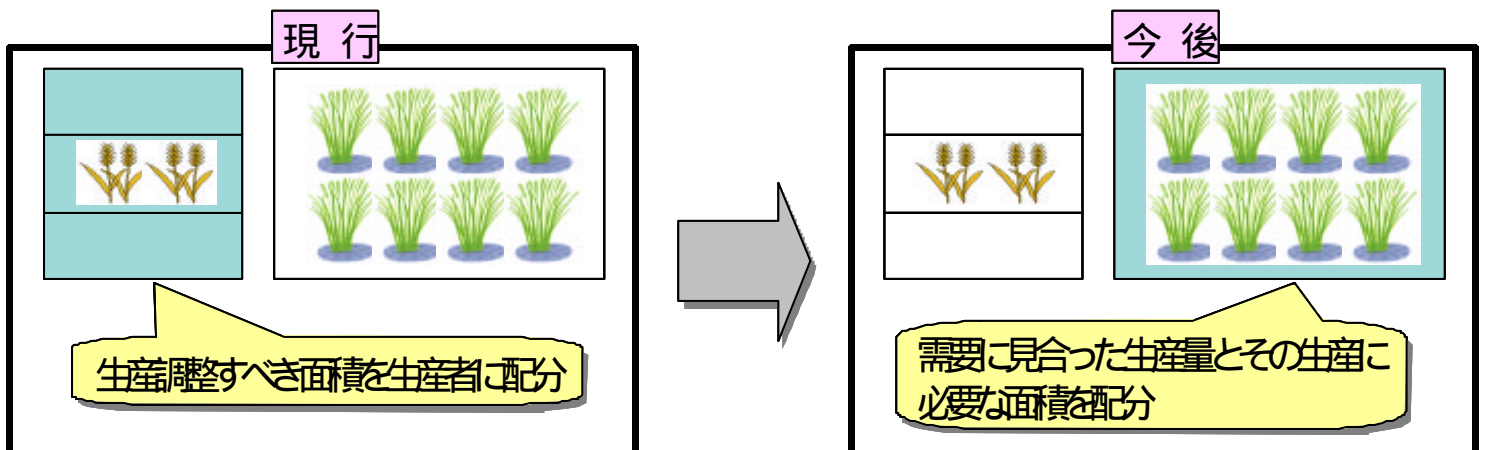 現 行
今 後
生産調整すべき面積を生産者に配分
需要に見合った生産量とその生産に
必要な面積を配分